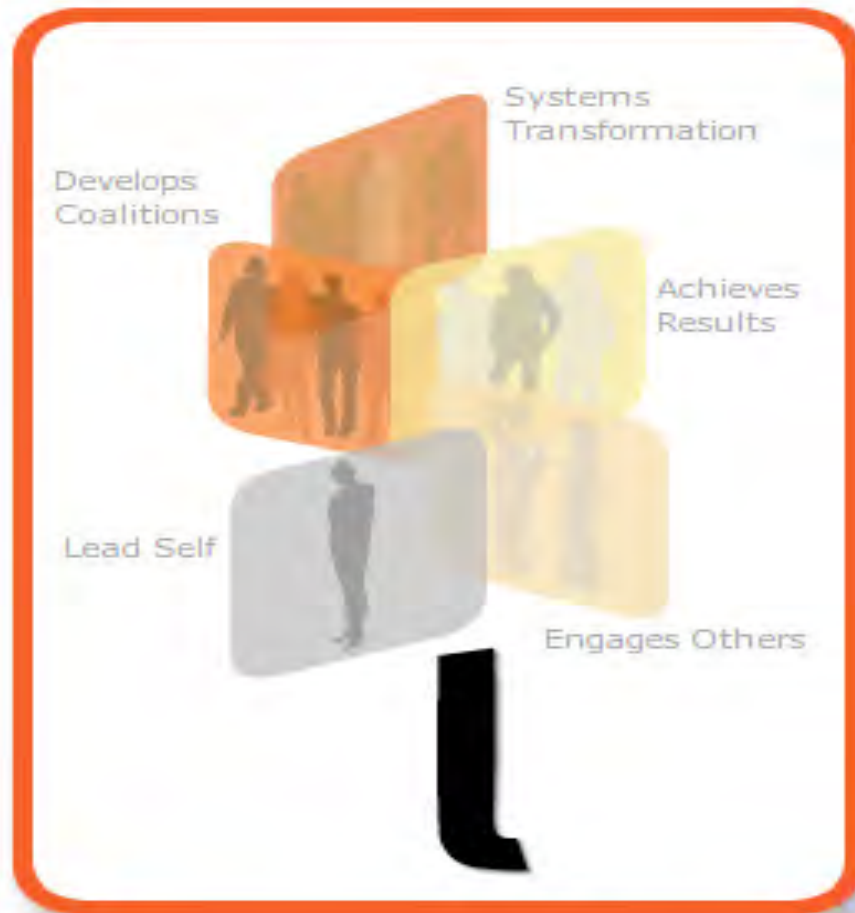 Systems
Transformation
Develops
Coalitions
Achieves
Results
Lead Self
Engages Others